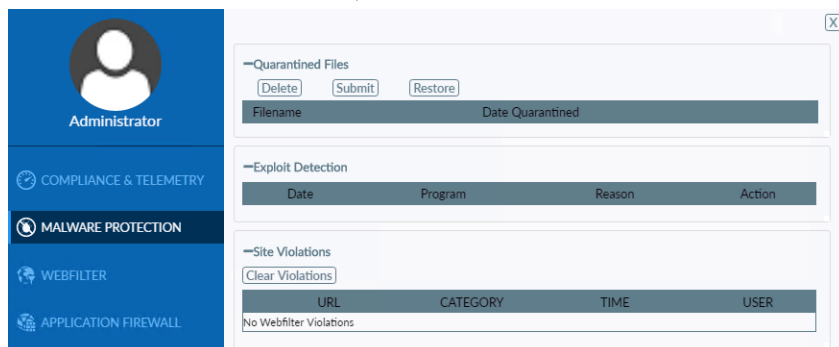 X
Administrator
COMPLIANCE & TELEMETRY
MALWARE PROTECTION
WEBFILTER
APPLICATION FIREWALL
Quarantined Files
Delete Submit Restore
Filename Date Quarantined
Exploit Detection
Date Program Reason Action
Site Violations
Clear Violations
URL CATEGORY TIME USER
No Webfilter Violations